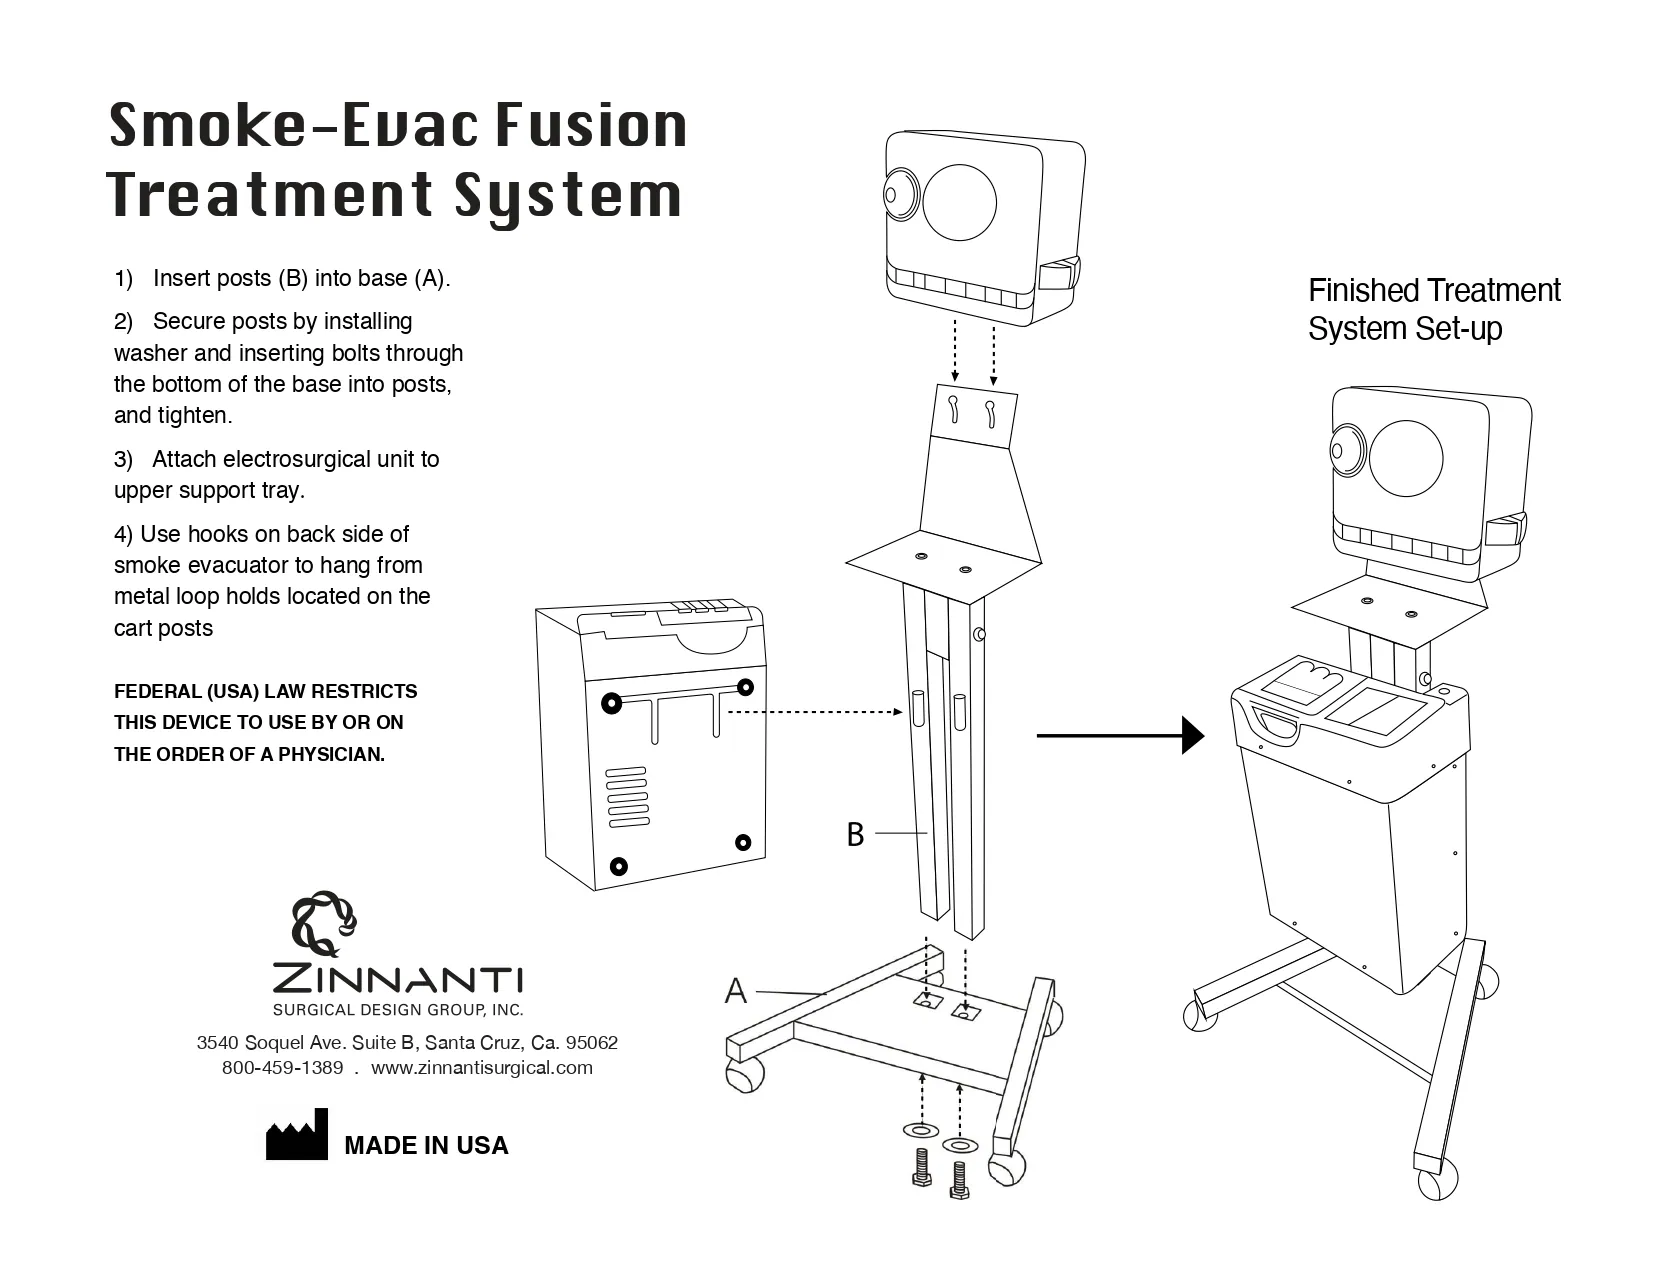 Smoke-Evac Fusion
Treatment System
1) Insert posts (B) into base (A).
2) Secure posts by installing
washer and inserting bolts through
the bottom of the base into posts,
and tighten.
3) Attach electrosurgical unit to
upper support tray.
4) Use hooks on back side of
smoke evacuator to hang from
metal loop holds located on the
cart posts
FEDERAL (USA) LAW RESTRICTS
THIS DEVICE TO USE BY OR ON
THE ORDER OF A PHYSICIAN.
ZINNANTI
SURGICAL DESIGN GROUP, INC.
3540 Soquel Ave. Suite B, Santa Cruz, Ca. 95062
800-459-1389 . www.zinnantisurgical.com
MADE IN USA
B
A
Finished Treatment
System Set-up